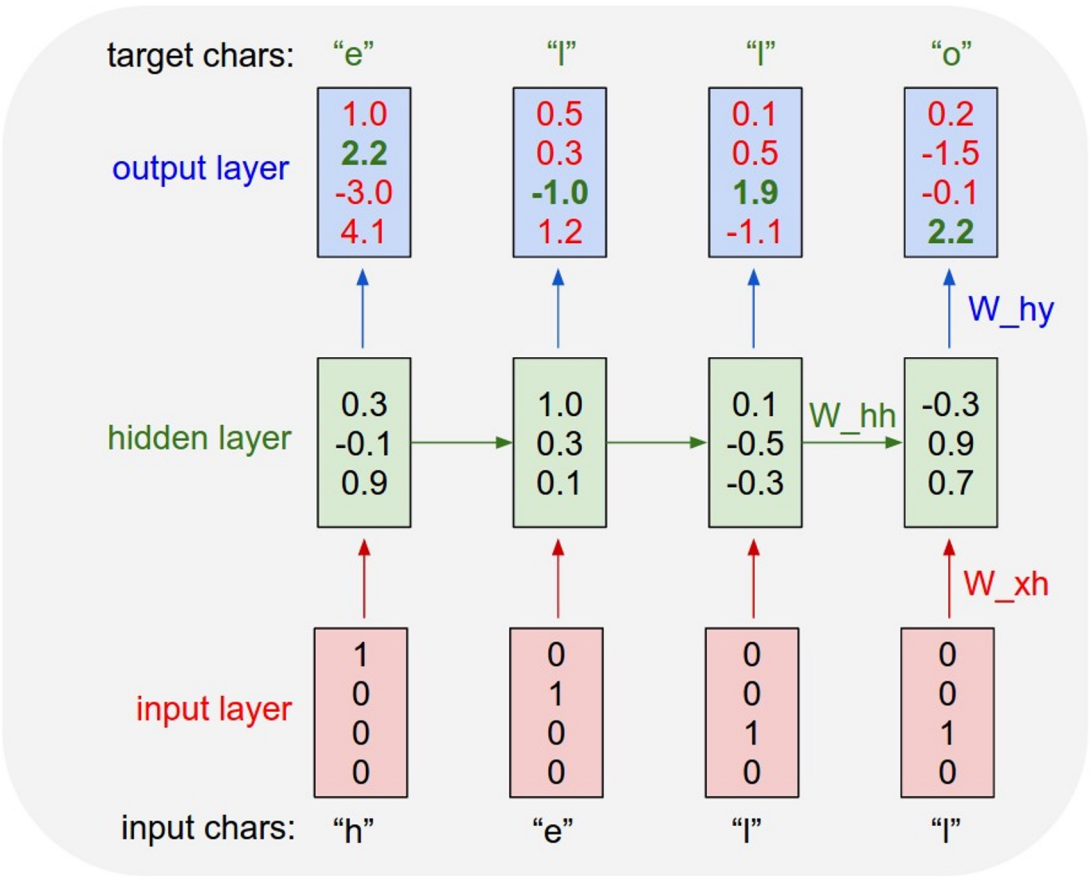 target chars: “e” “l” “l” “o”
1.0 0.5 0.1 0.2
output layer 2.2 0.3 0.5 -1.5
-3.0 -1.0 1.9 -0.1
4.1 1.2 -1.1 2.2
W_hy
0.3 1.0 0.1 W_hh -0.3
hidden layer -0.1 0.3 -0.5 0.9
0.9 0.1 -0.3 0.7
W_xh
1 0 0 0
input layer 0 1 0 0
0 0 1 1
0 0 0 0
input chars: “h” “e” “l” “l”